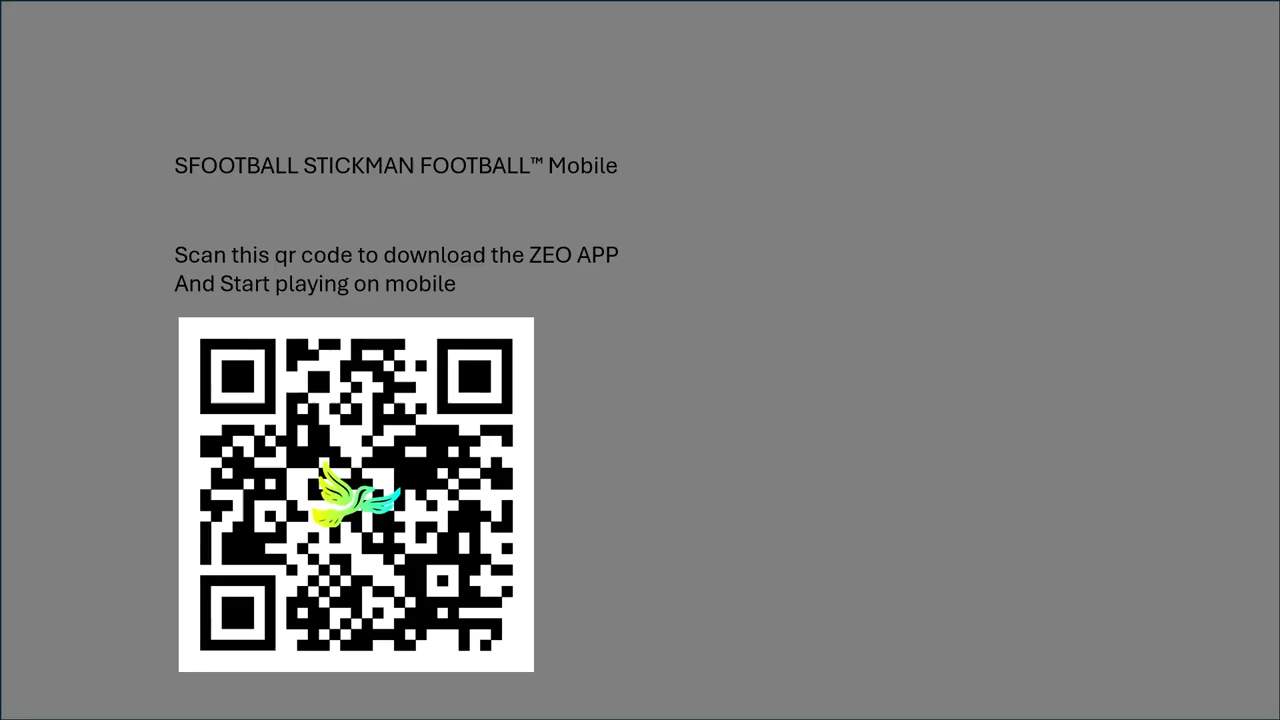 SFOOTBALL STICKMAN FOOTBALL™ Mobile
Scan this qr code to download the ZEO APP
And Start playing on mobile